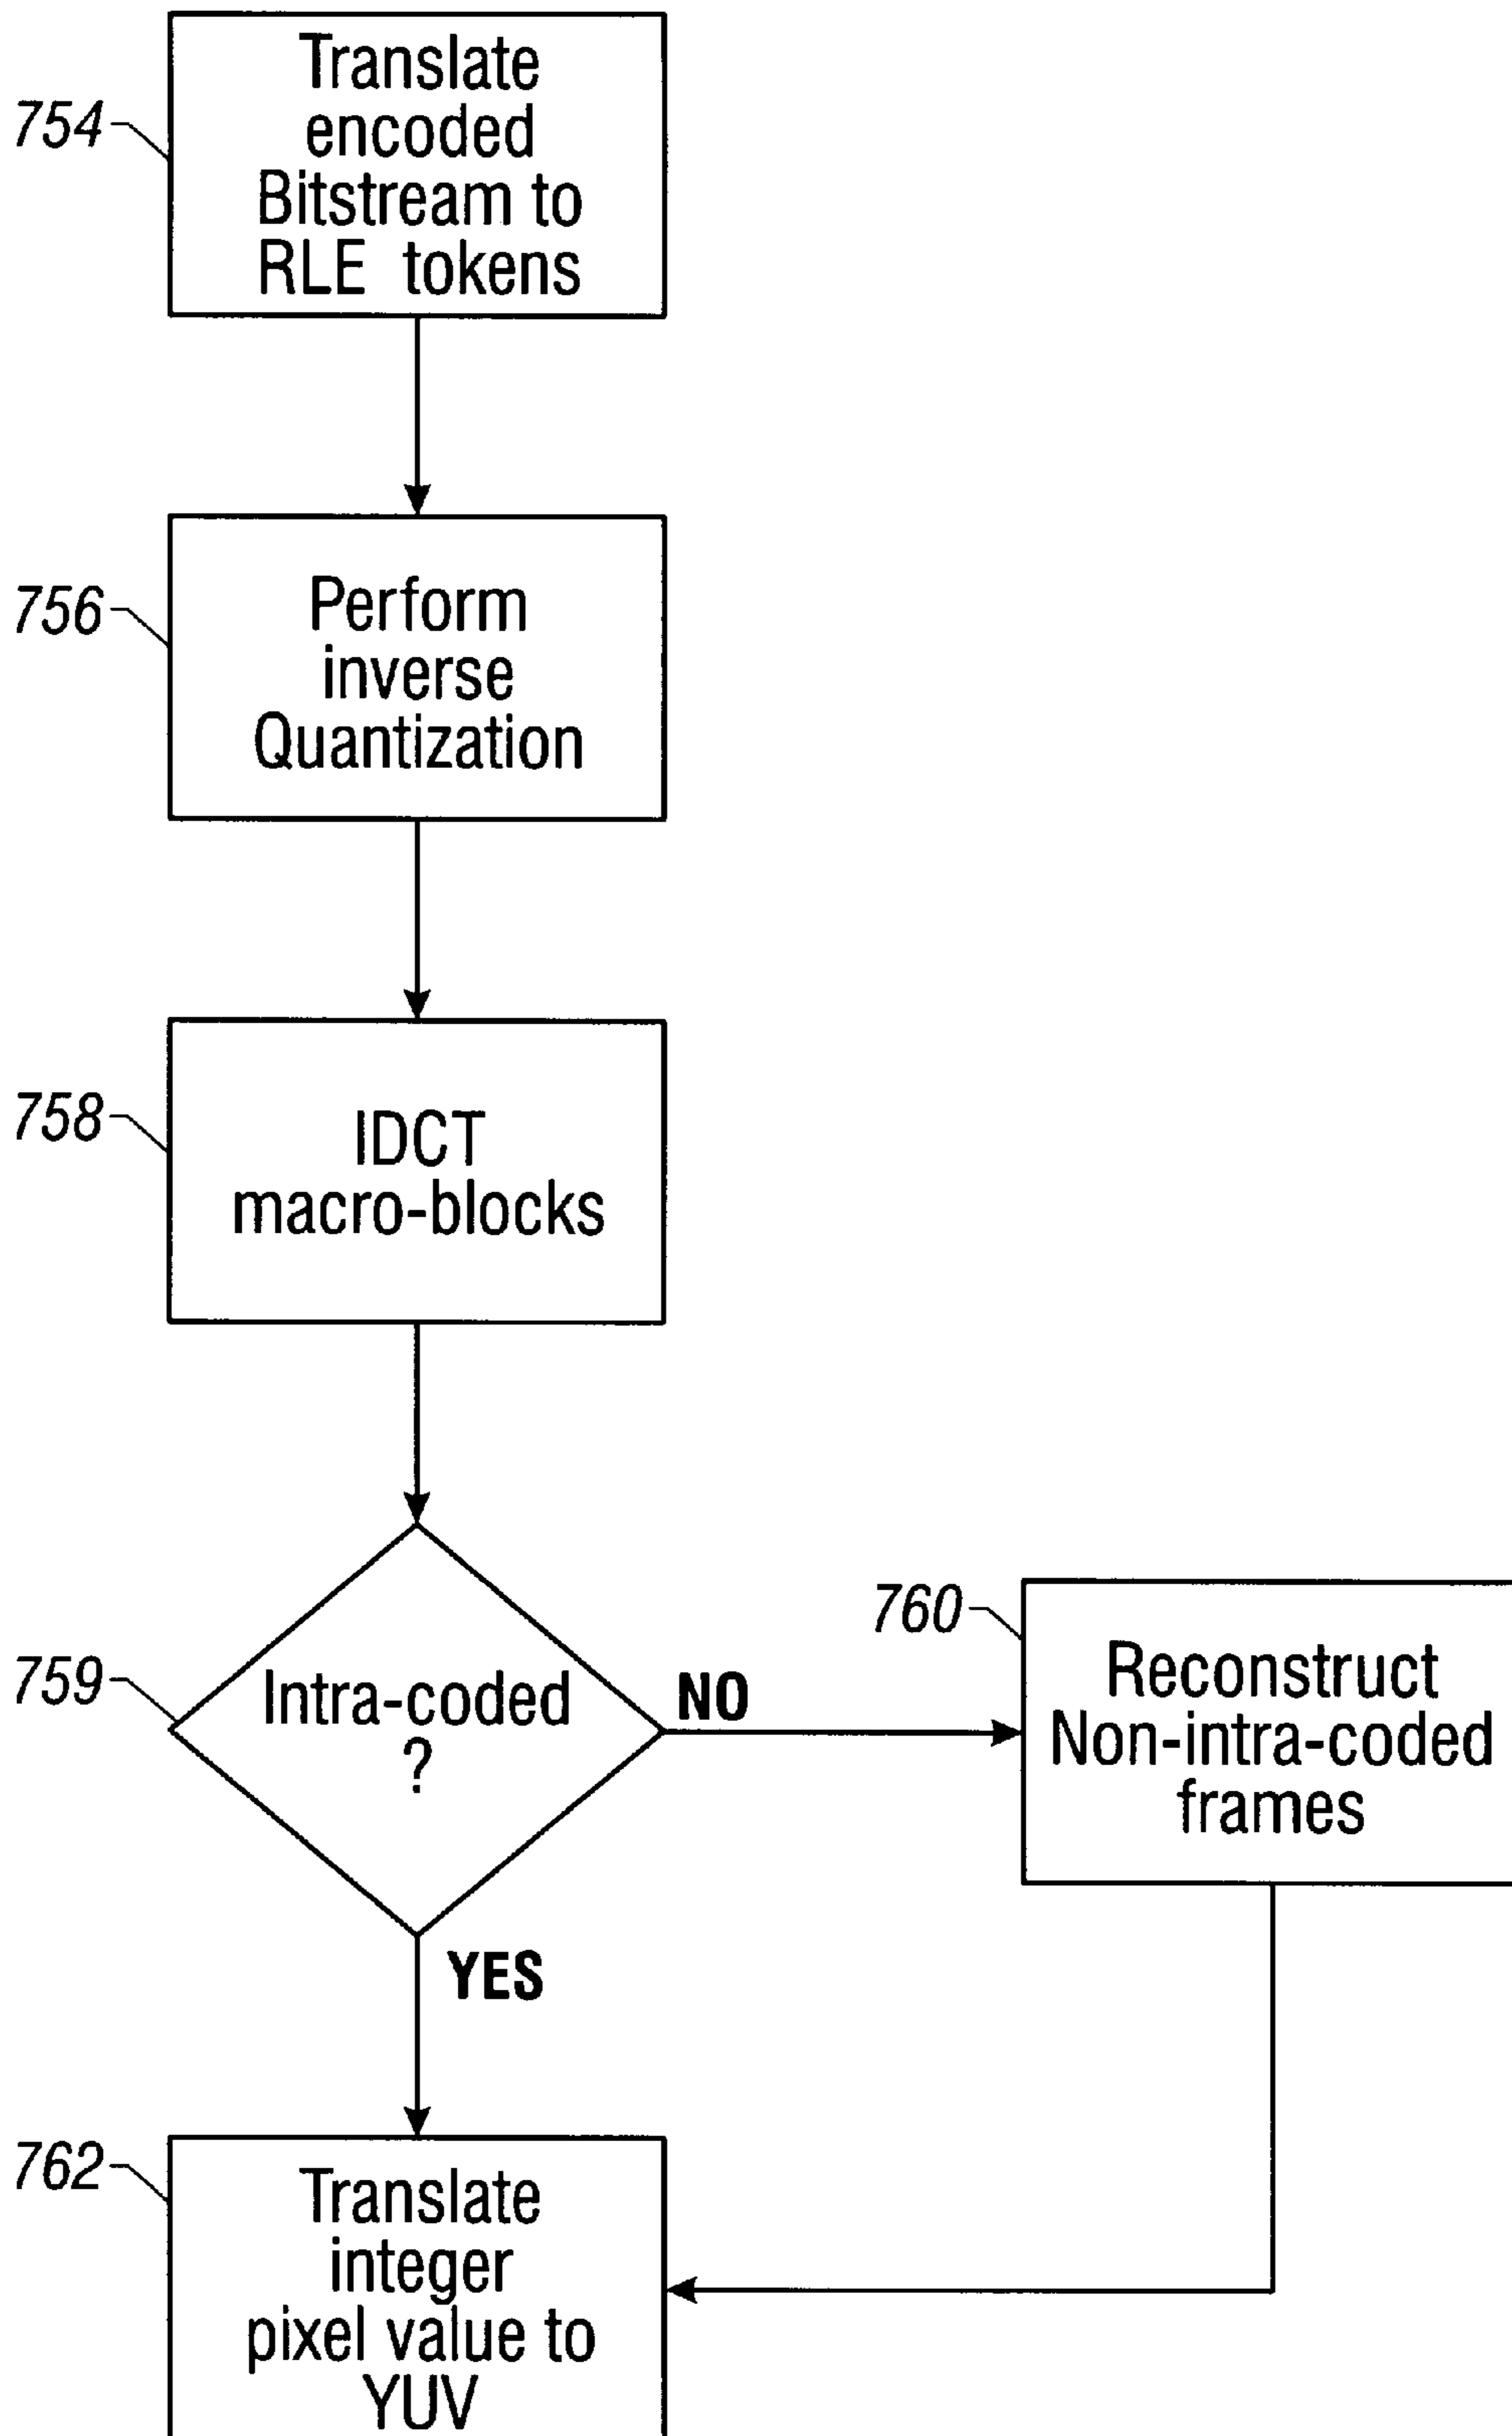 754
Translate
encoded
Bitstream to
RLE tokens
756
Perform
inverse
Quantization
758
IDCT
macro-blocks
759
Intra-coded
?
NO
760
Reconstruct
Non-intra-coded
frames
YES
762
Translate
integer
pixel value to
YUV